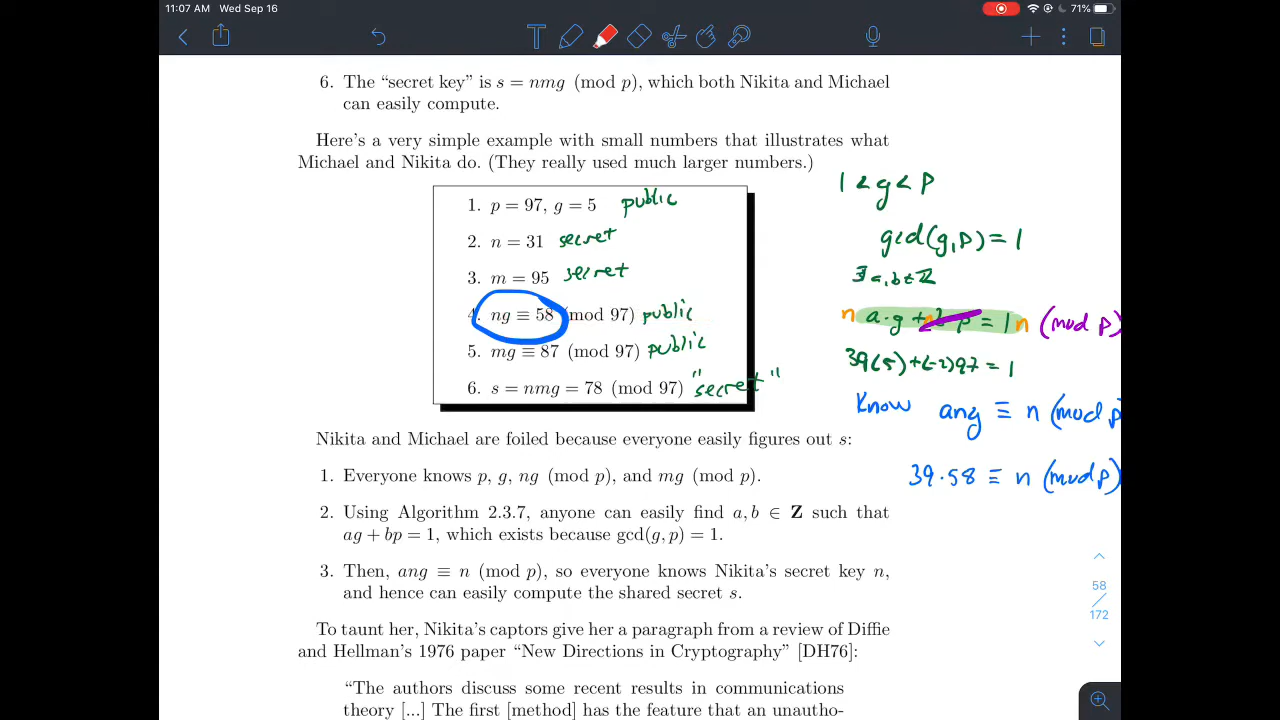 11:07 AM Wed Sep 16
71%
6. The “secret key” is s = nmg (mod p), which both Nikita and Michael
can easily compute.
Here’s a very simple example with small numbers that illustrates what
Michael and Nikita do. (They really used much larger numbers.)
1. p = 97, g = 5 public
2. n = 31 secret
3. m = 95 secret
4. ng ≡ 58 (mod 97) public
5. mg ≡ 87 (mod 97) public
6. s = nmg = 78 (mod 97) "secret"
1 < g < p
gcd(g,p) = 1
∃ a,b ∈ ℤ
n a·g + n b p = 1 n (mod p)
39(5) + (-2)97 = 1
Know ang ≡ n (mod p)
39·58 ≡ n (mod p)
Nikita and Michael are foiled because everyone easily figures out s:
1. Everyone knows p, g, ng (mod p), and mg (mod p).
2. Using Algorithm 2.3.7, anyone can easily find a, b ∈ Z such that
ag + bp = 1, which exists because gcd(g, p) = 1.
3. Then, ang ≡ n (mod p), so everyone knows Nikita’s secret key n,
and hence can easily compute the shared secret s.
To taunt her, Nikita’s captors give her a paragraph from a review of Diffie
and Hellman’s 1976 paper “New Directions in Cryptography” [DH76]:
“The authors discuss some recent results in communications
theory [...] The first [method] has the feature that an unautho-
58
172